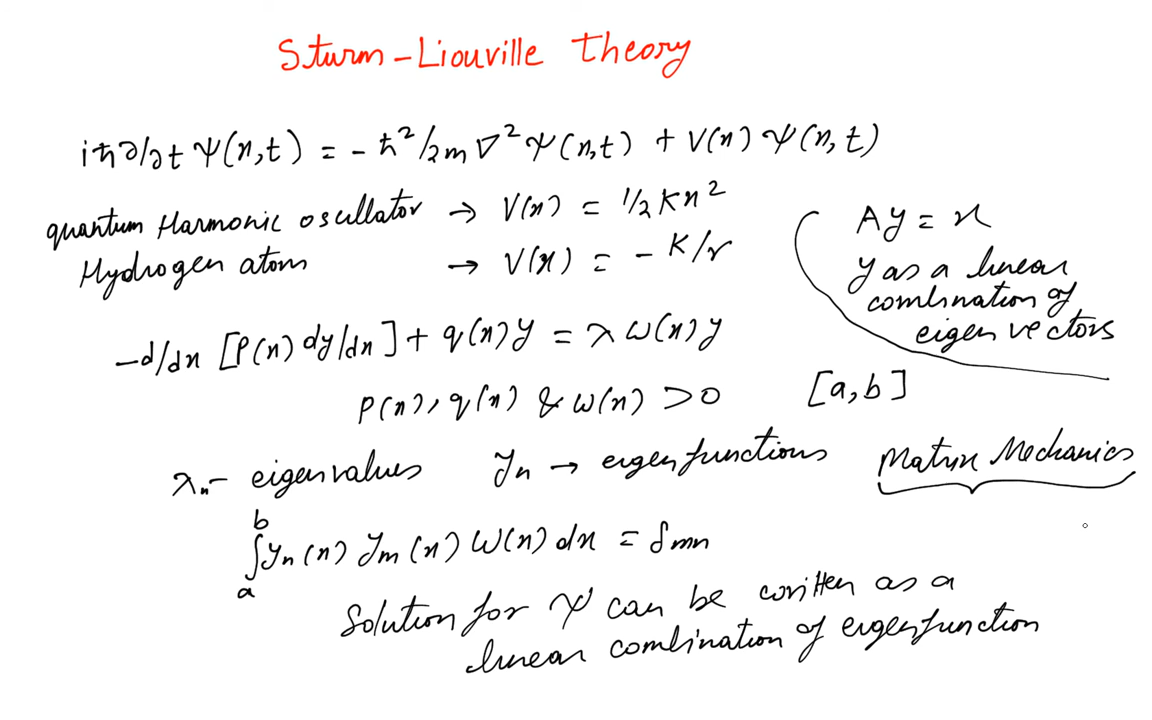 Sturm-Liouville Theory
iħ∂/∂t Ψ(x,t) = -ħ²/2m ∇² Ψ(x,t) + V(x) Ψ(x,t)
quantum Harmonic oscillator → V(x) = 1/2 Kx²
Hydrogen atom → V(x) = - K/r
Ay = x
y as a linear
combination of
eigen vectors
-d/dx [P(x) dy/dx] + q(x)y = λ ω(x)y
P(x), q(x) & ω(x) >0 [a,b]
λn - eigenvalues yn → eigenfunctions
Matrix Mechanics
∫ₐᵇ yn(x) ym(x) ω(x) dx = δmn
Solution for Ψ can be written as a
linear combination of eigenfunction